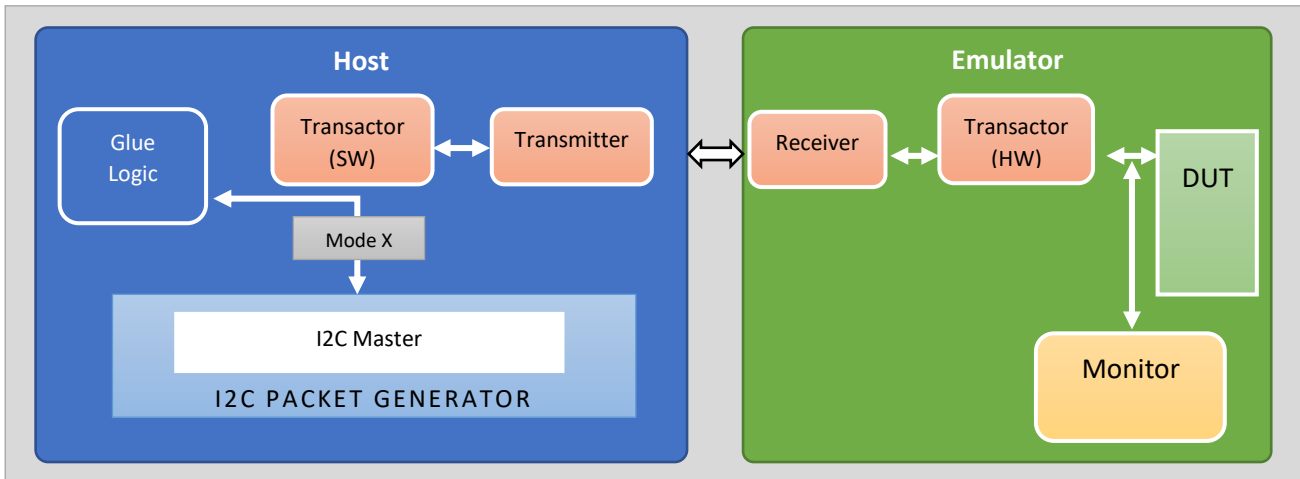 Host
Emulator
Glue
Logic
Transactor
(SW)
Transmitter
Receiver
Transactor
(HW)
DUT
Mode X
I2C Master
I2C PACKET GENERATOR
Monitor